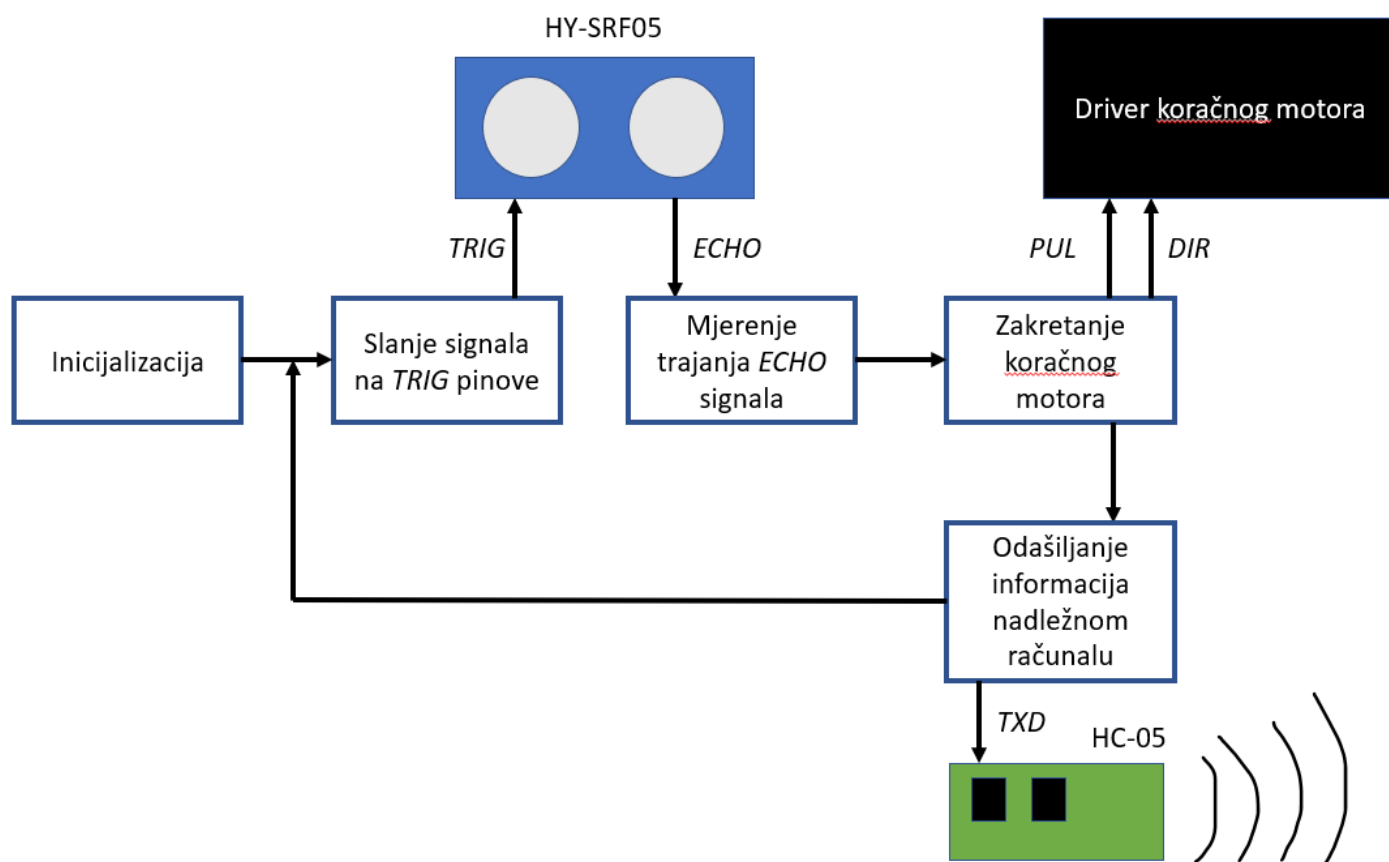 HY-SRF05
Driver koračnog motora
TRIG
ECHO
PUL
DIR
Inicijalizacija
Slanje signala
na TRIG pinove
Mjerenje
trajanja ECHO
signala
Zakretanje
koračnog
motora
Odašiljanje
informacija
nadležnom
računalu
TXD
HC-05